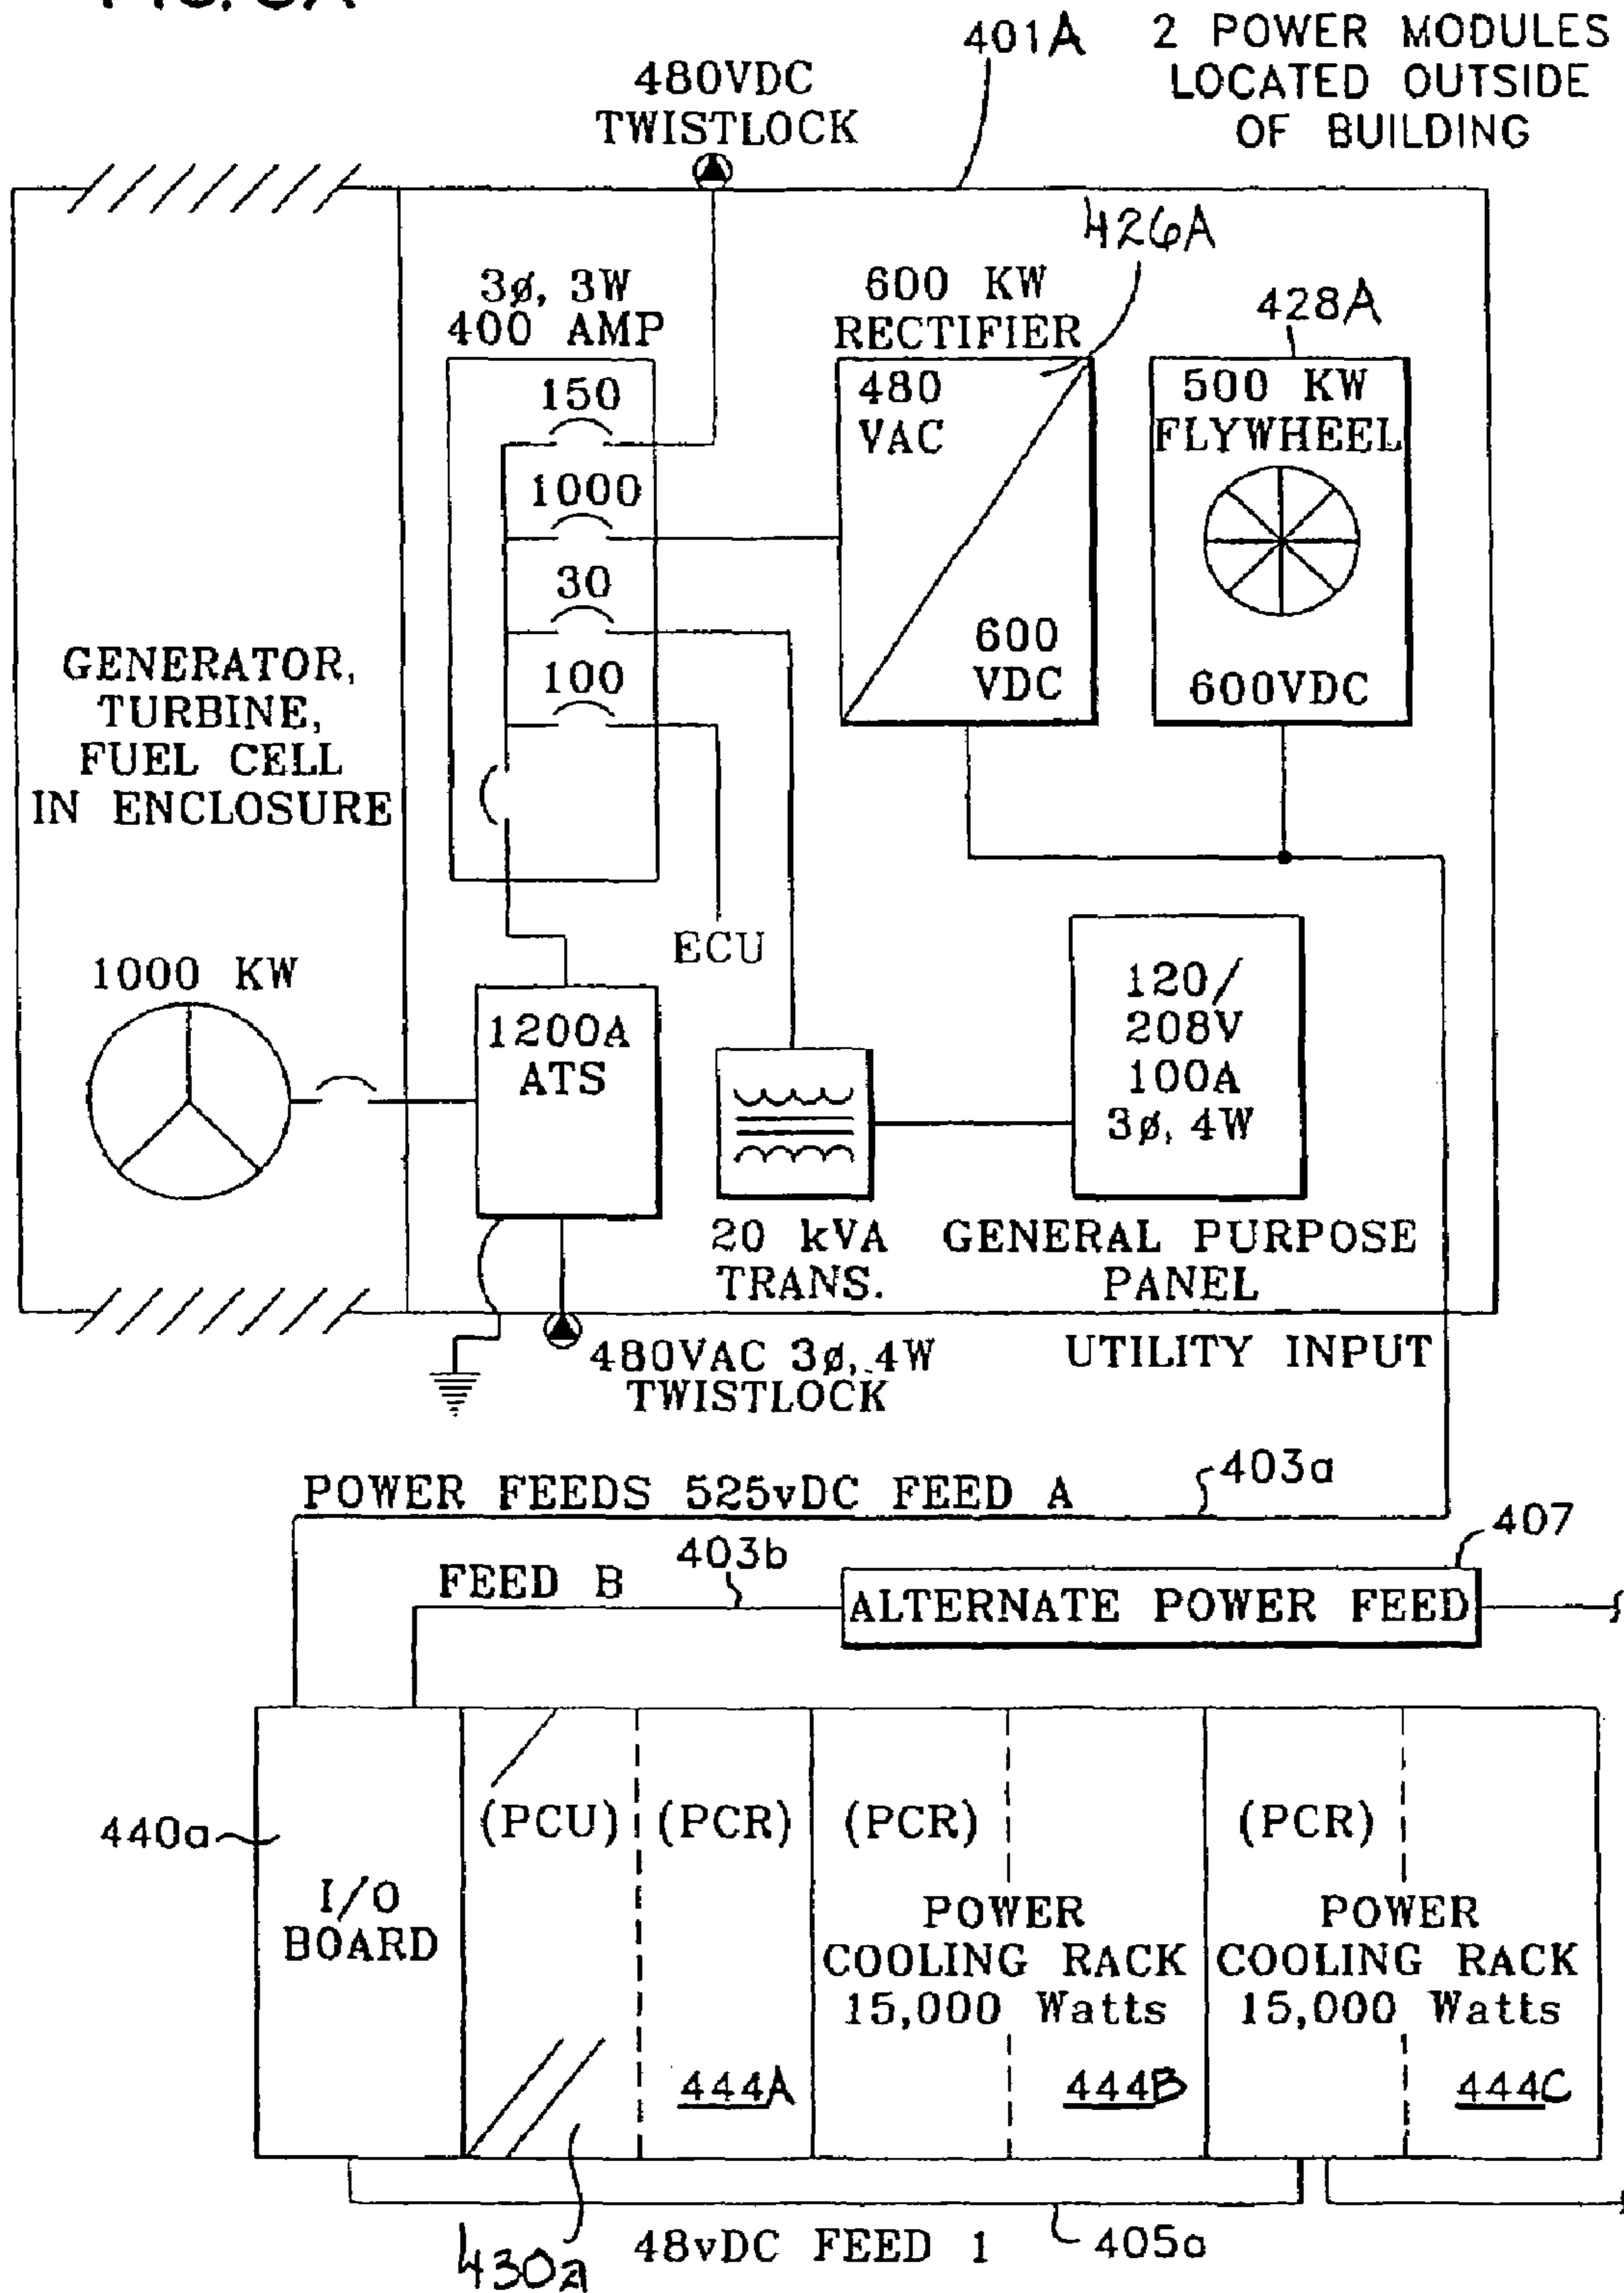 401A
2 POWER MODULES
LOCATED OUTSIDE
OF BUILDING
480VDC
TWISTLOCK
426A
3ø, 3W
400 AMP
600 KW
RECTIFIER
428A
150
1000
30
100
480
VAC
600
VDC
500 KW
FLYWHEEL
600VDC
GENERATOR,
TURBINE,
FUEL CELL
IN ENCLOSURE
ECU
1000 KW
1200A
ATS
120/
208V
100A
3ø, 4W
20 kVA
TRANS.
GENERAL PURPOSE
PANEL
480VAC 3ø, 4W
TWISTLOCK
UTILITY INPUT
POWER FEEDS 525vDC FEED A
403a
407
FEED B
403b
ALTERNATE POWER FEED
440a
I/O
BOARD
(PCU)
(PCR)
(PCR)
(PCR)
POWER
COOLING RACK
15,000 Watts
POWER
COOLING RACK
15,000 Watts
444A
444B
444C
430a
48vDC FEED 1
405a